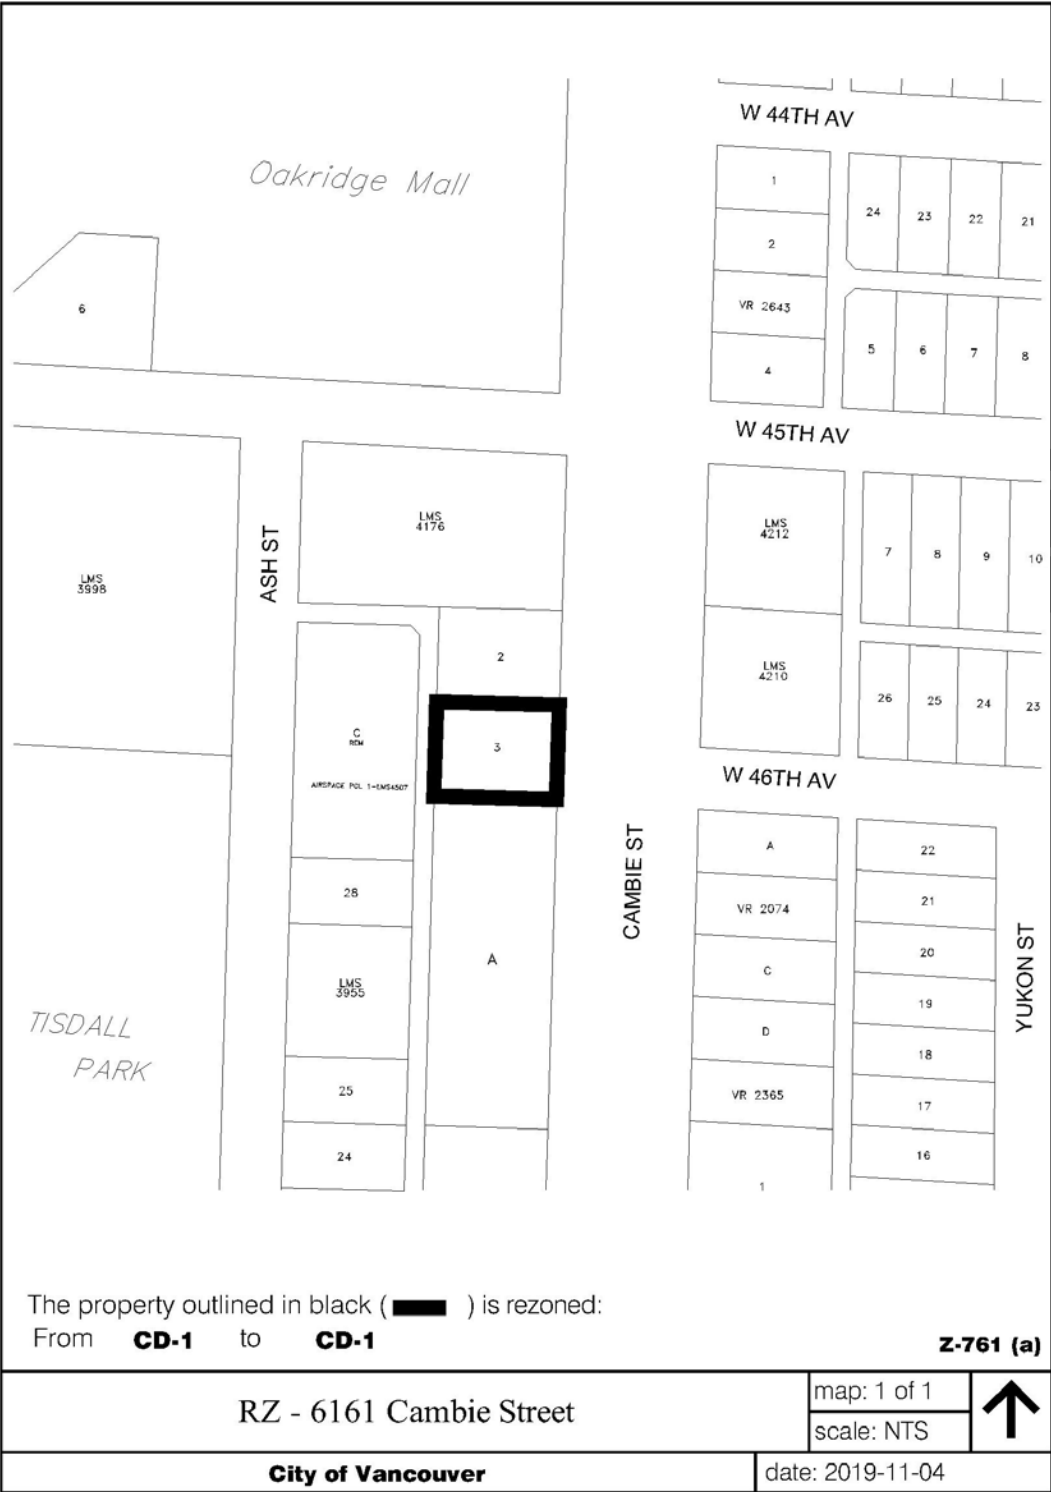 W 44TH AV
Oakridge Mall
1
24
23
22
21
2
6
VR 2643
5
6
7
8
4
W 45TH AV
LMS
4176
LMS
4212
7
8
9
10
ASH ST
LMS
3998
2
LMS
4210
26
25
24
23
C
REM
3
AIRSPACE PCL 1-LMS4507
W 46TH AV
CAMBIE ST
A
22
28
VR 2074
21
A
C
20
YUKON ST
LMS
3955
19
TISDALL
PARK
D
18
25
VR 2365
17
24
16
1
The property outlined in black ( ) is rezoned:
From CD-1 to CD-1
Z-761 (a)
RZ - 6161 Cambie Street
map: 1 of 1
scale: NTS
City of Vancouver
date: 2019-11-04